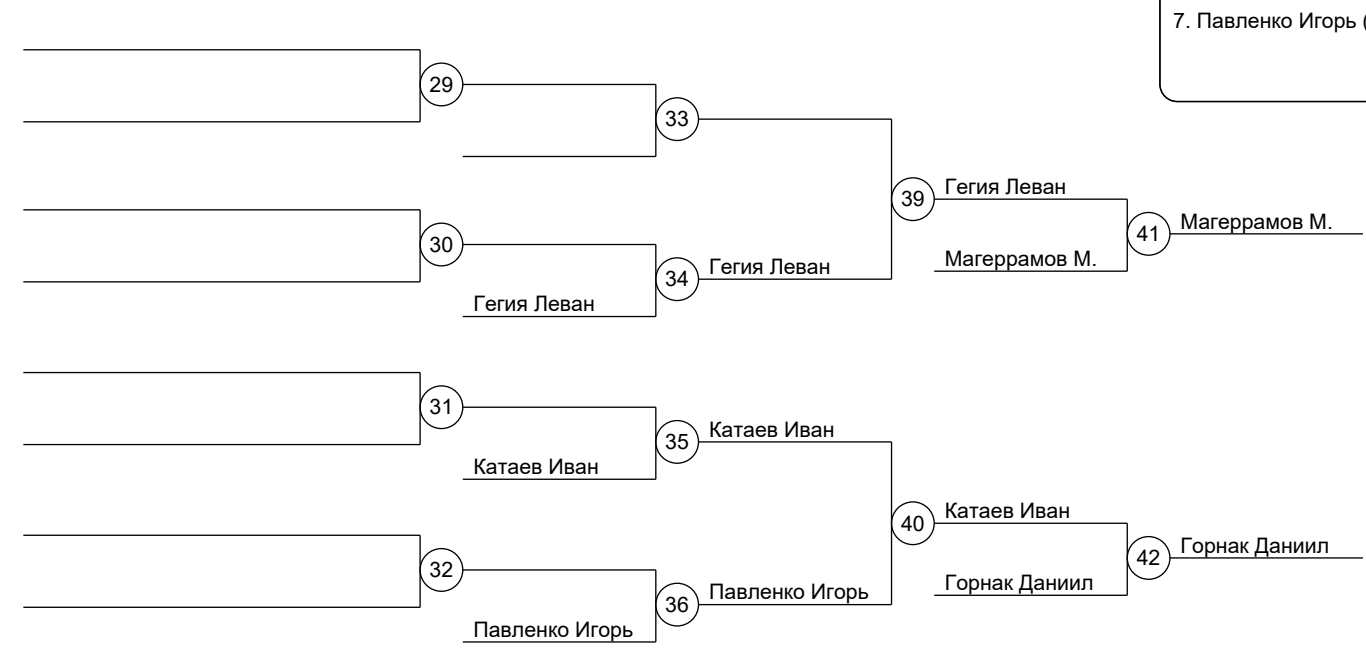 7. Павленко Игорь (
29
33
39
Гегия Леван
41
Магеррамов М.
Магеррамов М.
30
34
Гегия Леван
Гегия Леван
31
35
Катаев Иван
Катаев Иван
40
Катаев Иван
42
Горнак Даниил
Горнак Даниил
32
36
Павленко Игорь
Павленко Игорь